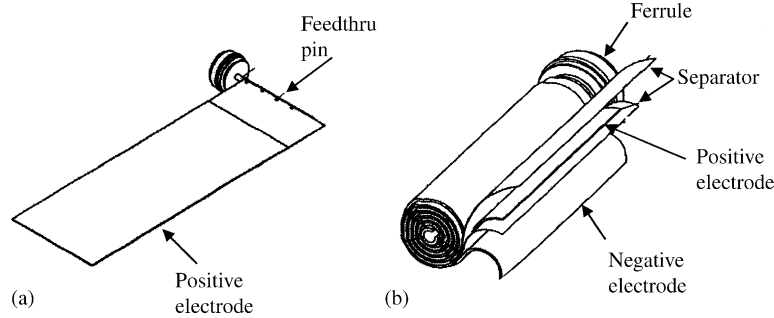 Feedthru
pin
Positive
electrode
(a)
Ferrule
Separator
Positive
electrode
Negative
electrode
(b)